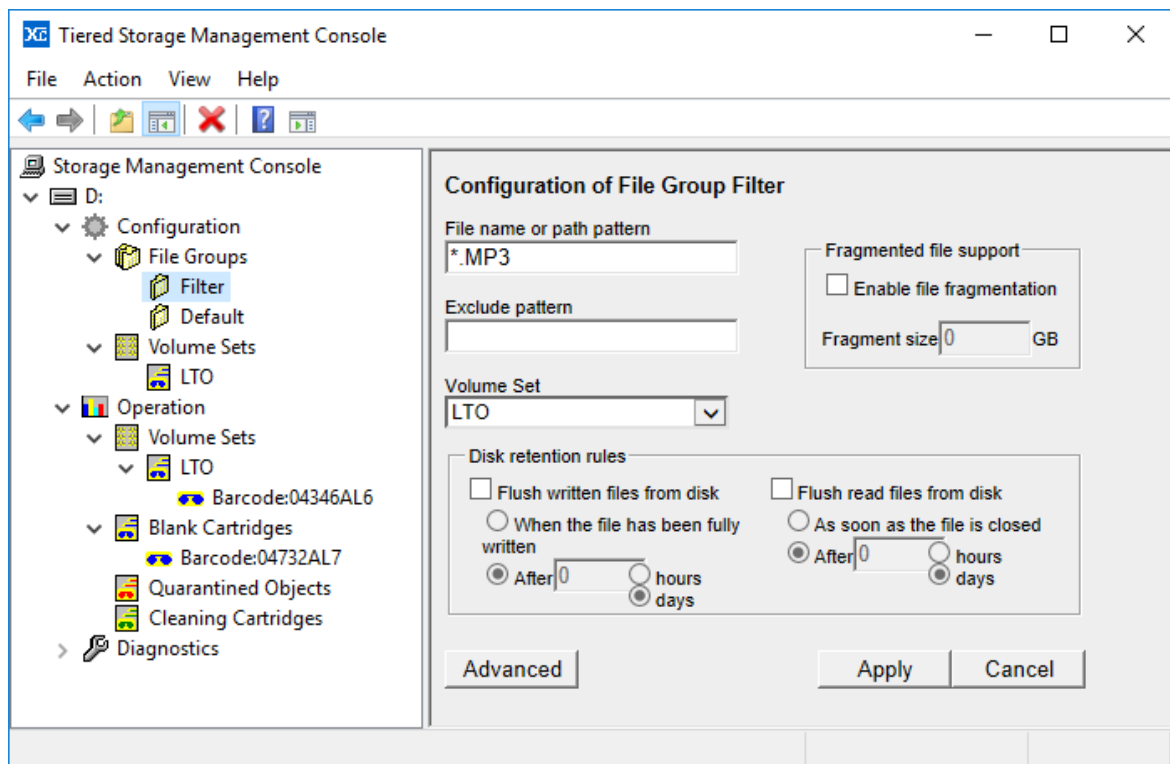 XC Tiered Storage Management Console
File Action View Help
Storage Management Console
D:
Configuration
File Groups
Filter
Default
Volume Sets
LTO
Operation
Volume Sets
LTO
Barcode:04346AL6
Blank Cartridges
Barcode:04732AL7
Quarantined Objects
Cleaning Cartridges
Diagnostics
Configuration of File Group Filter
File name or path pattern
*.MP3
Exclude pattern
Volume Set
LTO
Fragmented file support
Enable file fragmentation
Fragment size 0 GB
Disk retention rules
Flush written files from disk
When the file has been fully
written
After 0 hours
days
Flush read files from disk
As soon as the file is closed
After 0 hours
days
Advanced Apply Cancel